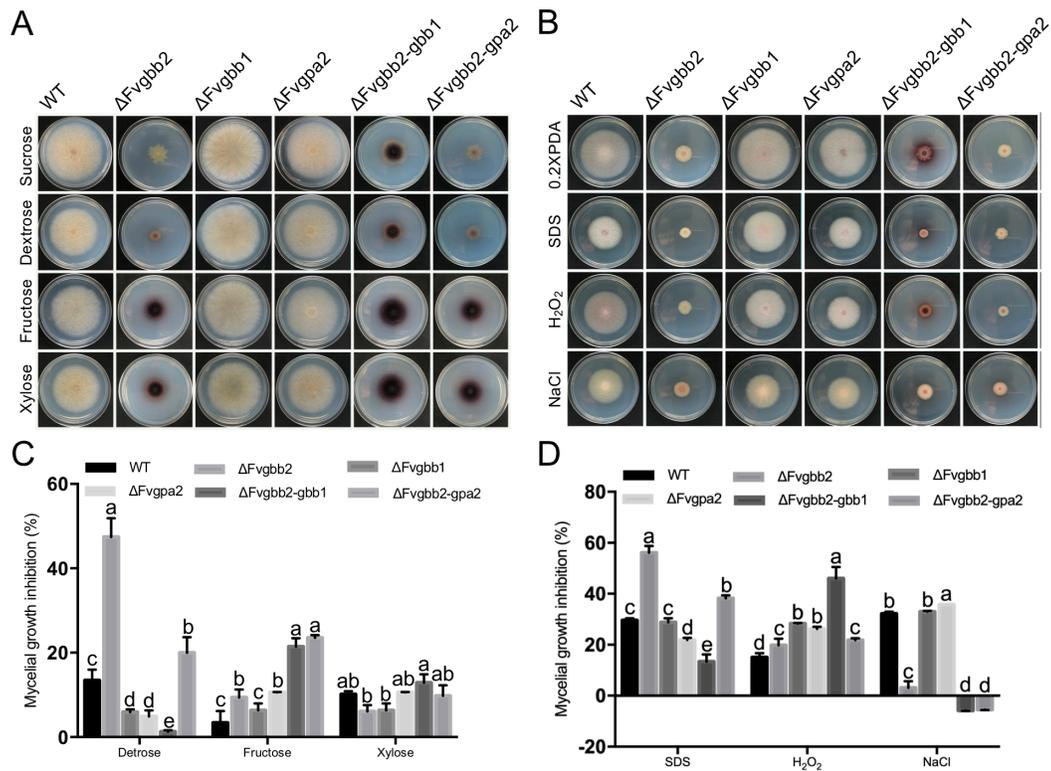 A
WT
ΔFvgbb2
ΔFvgbb1
ΔFvgpa2
ΔFvgbb2-gbb1
ΔFvgbb2-gpa2
Sucrose
Dextrose
Fructose
Xylose
B
WT
ΔFvgbb2
ΔFvgbb1
ΔFvgpa2
ΔFvgbb2-gbb1
ΔFvgbb2-gpa2
0.2XPDA
SDS
H₂O₂
NaCl
C
WT ΔFvgbb2 ΔFvgbb1
ΔFvgpa2 ΔFvgbb2-gbb1 ΔFvgbb2-gpa2
Mycelial growth inhibition (%)
60
40
20
0
c a d d e b
c b c b a a
ab b b ab a ab
Detrose Fructose Xylose
D
WT ΔFvgbb2 ΔFvgbb1
ΔFvgpa2 ΔFvgbb2-gbb1 ΔFvgbb2-gpa2
Mycelial growth inhibition (%)
80
60
40
20
0
-20
c a c d e b
d c b b a c
b c b a d d
SDS H₂O₂ NaCl